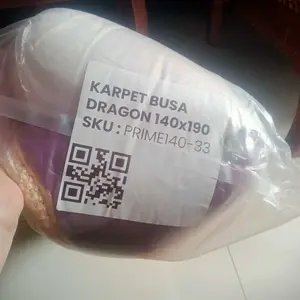 KARPET BUSA
DRAGON 140x190
SKU : PRIME140-33